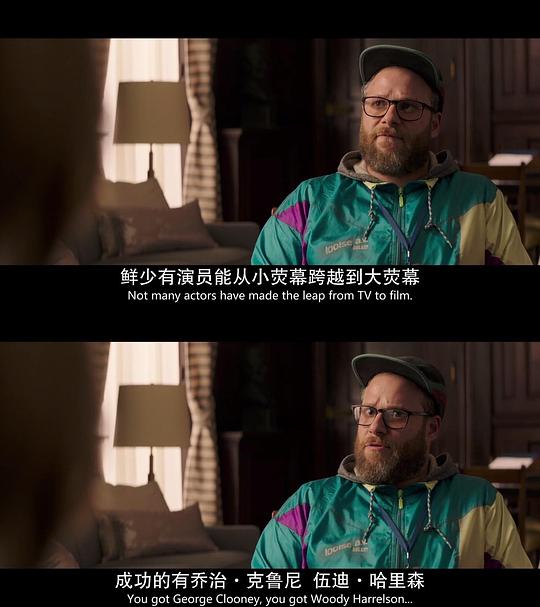 鲜少有演员能从小荧幕跨越到大荧幕
Not many actors have made the leap from TV to film.
成功的有乔治·克鲁尼 伍迪·哈里森
You got George Clooney, you got Woody Harrelson...